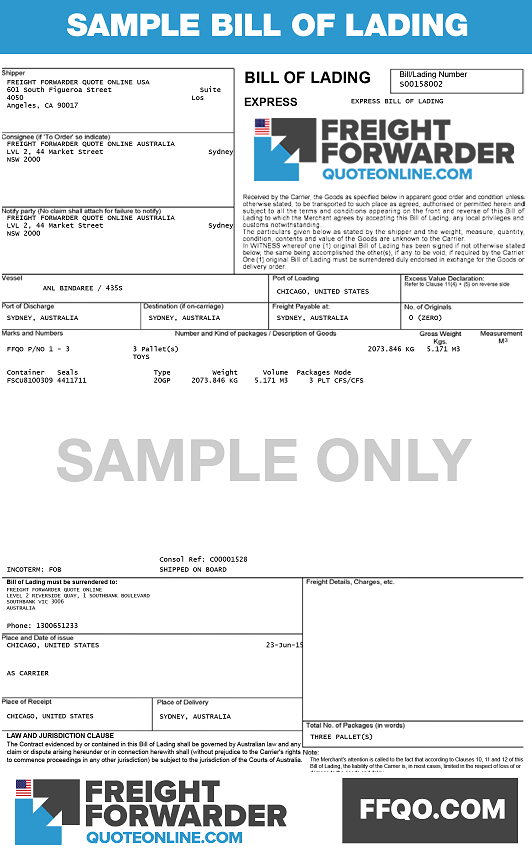 SAMPLE BILL OF LADING
Shipper
FREIGHT FORWARDER QUOTE ONLINE USA
601 South Figueroa Street Suite
4050 Los
Angeles, CA 90017
BILL OF LADING
Bill/Lading Number
S00158002
EXPRESS
EXPRESS BILL OF LADING
Consignee (if 'To Order' so indicate)
FREIGHT FORWARDER QUOTE ONLINE AUSTRALIA
LVL 2, 44 Market Street Sydney
NSW 2000
FREIGHT
FORWARDER
QUOTEONLINE.COM
Notify party (No claim shall attach for failure to notify)
FREIGHT FORWARDER QUOTE ONLINE AUSTRALIA
LVL 2, 44 Market Street Sydney
NSW 2000
Received by the Carrier, the Goods as specified below in apparent good order and condition unless
otherwise stated, to be transported to such place as agreed, authorised or permitted herein and
subject to all the terms and conditions appearing on the front and reverse of this Bill of
Lading to which the Merchant agrees by accepting this Bill of Lading, any local privileges and
customs notwithstanding.
The particulars given below as stated by the shipper and the weight, measure, quantity,
condition, contents and value of the Goods are unknown to the Carrier.
In WITNESS whereof one (1) original Bill of Lading has been signed if not otherwise stated
below, the same being accomplished the other(s), if any to be void, if required by the Carrier
One (1) original Bill of Lading must be surrendered duly endorsed in exchange for the Goods or
delivery order.
Vessel
ANL BINDAREE / 435S
Port of Loading
CHICAGO, UNITED STATES
Excess Value Declaration:
Refer to Clause 11(4) + (5) on reverse side
Port of Discharge
SYDNEY, AUSTRALIA
Destination (if on-carriage)
SYDNEY, AUSTRALIA
Freight Payable at:
SYDNEY, AUSTRALIA
No. of Originals
0 (ZERO)
Marks and Numbers Number and Kind of packages / Description of Goods Gross Weight Measurement
Kgs. M3
FFQO P/NO 1 - 3 3 Pallet(s) 2073.846 KG 5.171 M3
TOYS
Container Seals Type Weight Volume Packages Mode
FSCU8100309 4411711 20GP 2073.846 KG 5.171 M3 3 PLT CFS/CFS
SAMPLE ONLY
Consol Ref: C00001528
INCOTERM: FOB SHIPPED ON BOARD
Bill of Lading must be surrendered to:
FREIGHT FORWARDER QUOTE ONLINE
LEVEL 2 RIVERSIDE QUAY, 1 SOUTHBANK BOULEVARD
SOUTHBANK VIC 3006
AUSTRALIA
Phone: 1300651233
Freight Details, Charges, etc.
Place and Date of issue
CHICAGO, UNITED STATES 23-Jun-15
AS CARRIER
Place of Receipt
CHICAGO, UNITED STATES
Place of Delivery
SYDNEY, AUSTRALIA
Total No. of Packages (in words)
THREE PALLET(S)
LAW AND JURISDICTION CLAUSE
The Contract evidenced by or contained in this Bill of Lading shall be governed by Australian law and any
claim or dispute arising hereunder or in connection herewith shall (without prejudice to the Carrier's rights
to commence proceedings in any other jurisdiction) be subject to the jurisdiction of the Courts of Australia.
Note:
The Merchant's attention is called to the fact that according to Clauses 10, 11 and 12 of this
Bill of Lading, the liability of the Carrier is, in most cases, limited in the respect of loss or
FREIGHT
FORWARDER
QUOTEONLINE.COM
FFQO.COM